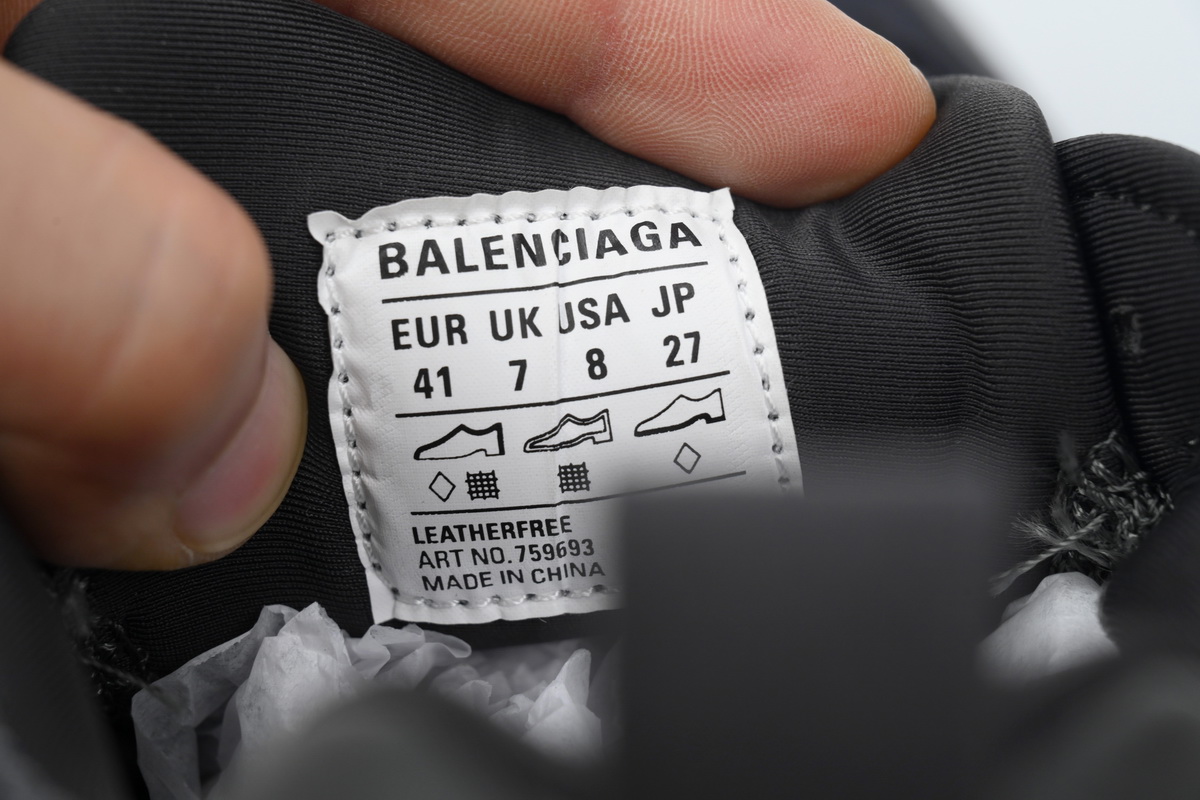 BALENCIAGA
EUR UK USA JP
41 7 8 27
LEATHERFREE
ART NO. 759693
MADE IN CHINA